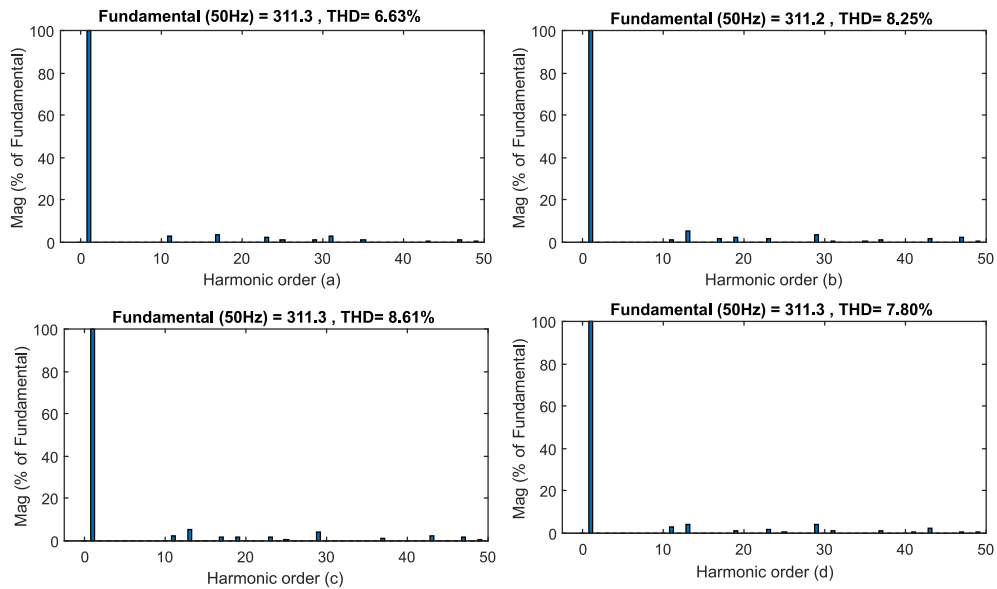 Fundamental (50Hz) = 311.3 , THD= 6.63%
Mag (% of Fundamental)
100
80
60
40
20
0
0 10 20 30 40 50
Harmonic order (a)
Fundamental (50Hz) = 311.2 , THD= 8.25%
Mag (% of Fundamental)
100
80
60
40
20
0
0 10 20 30 40 50
Harmonic order (b)
Fundamental (50Hz) = 311.3 , THD= 8.61%
Mag (% of Fundamental)
100
80
60
40
20
0
0 10 20 30 40 50
Harmonic order (c)
Fundamental (50Hz) = 311.3 , THD= 7.80%
Mag (% of Fundamental)
100
80
60
40
20
0
0 10 20 30 40 50
Harmonic order (d)